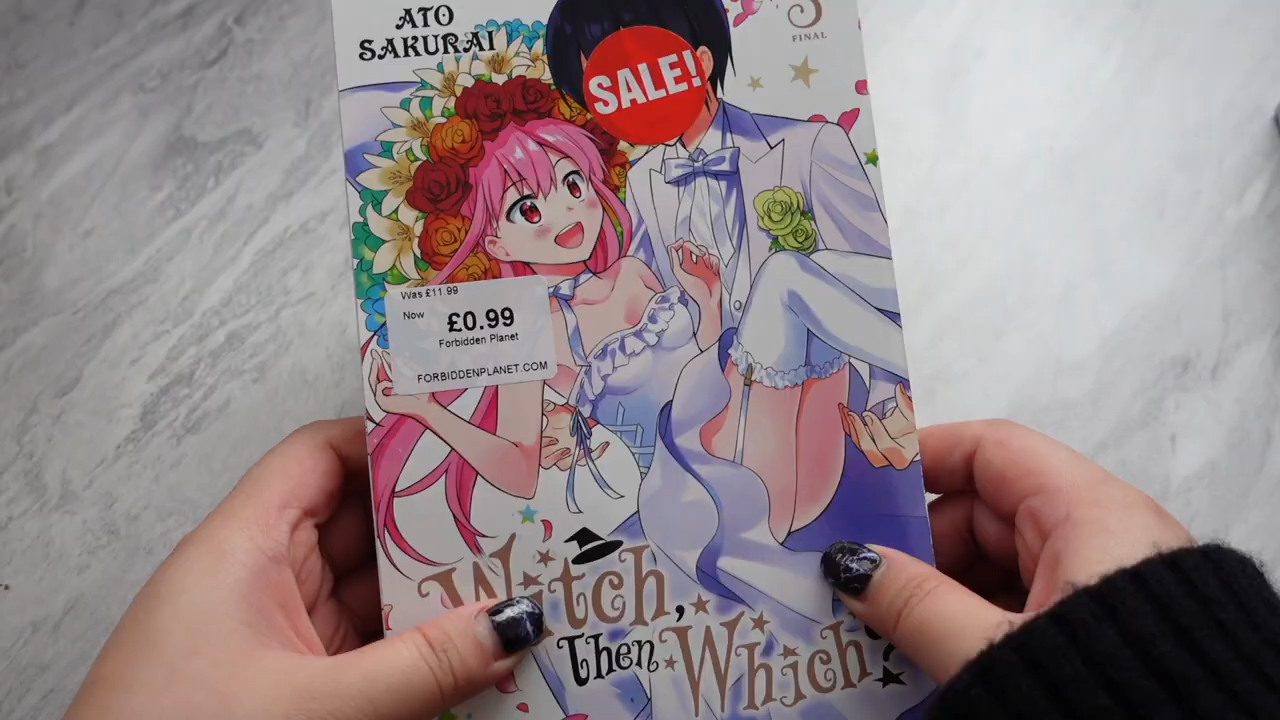 ATO
SAKURAI
SALE!
FINAL
Was £11.99
Now
£0.99
Forbidden Planet
FORBIDDENPLANET.COM
Witch,
then Which?